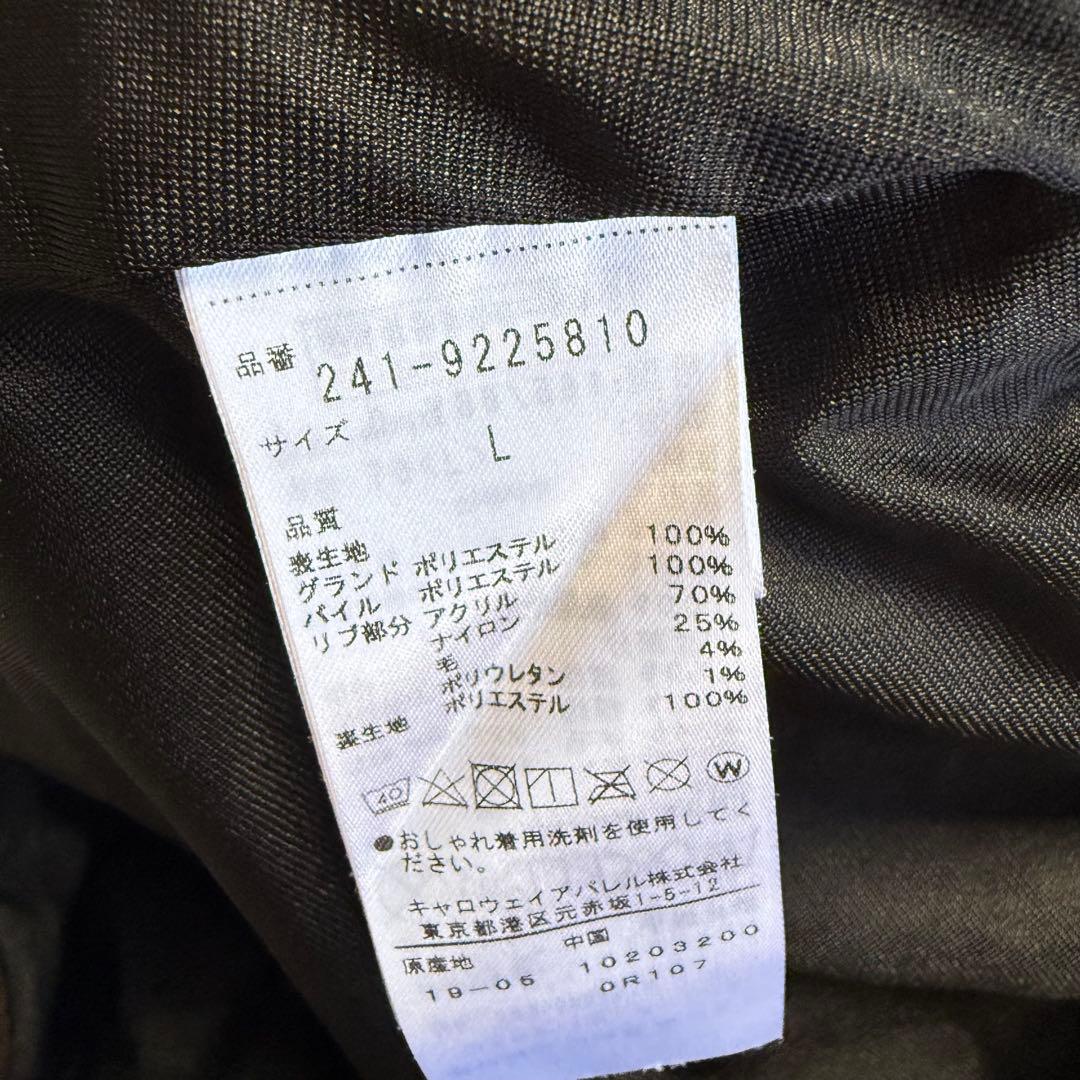 品番 241-9225810
サイズ L
品質
表生地
グランド ポリエステル 100%
パイル ポリエステル 100%
リブ部分 アクリル 70%
ナイロン 25%
毛 4%
ポリウレタン 1%
裏生地 ポリエステル 100%
40 W
●おしゃれ着用洗剤を使用してく
ださい。
キャロウェイアパレル株式会社
東京都港区元赤坂1-5-12
原産地 中国
19-05 10203200
0R107